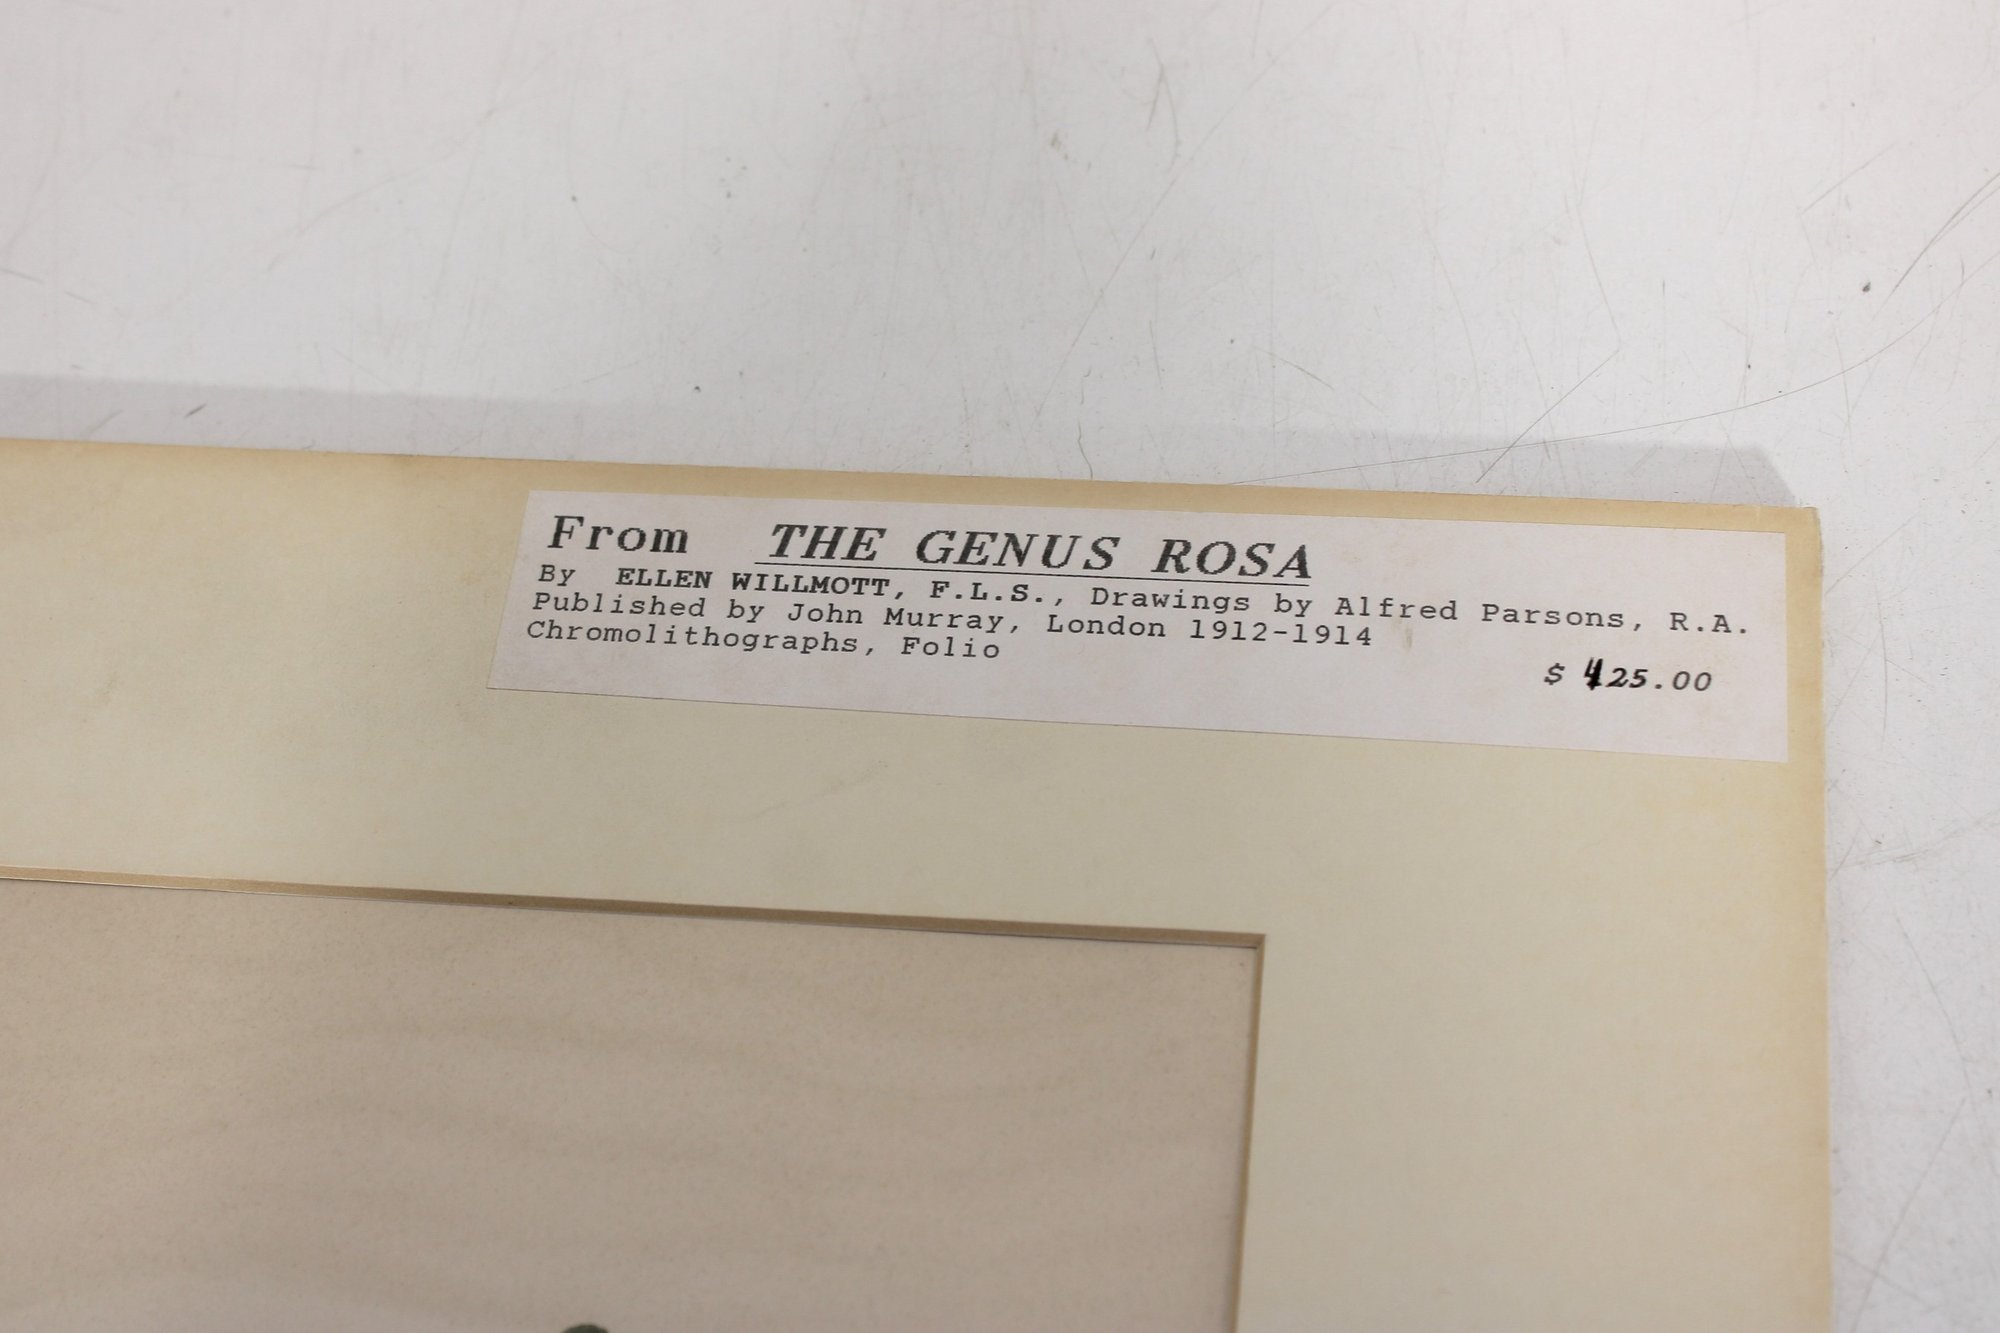 From THE GENUS ROSA
By ELLEN WILLMOTT, F.L.S., Drawings by Alfred Parsons, R.A.
Published by John Murray, London 1912-1914
Chromolithographs, Folio
$ 425.00